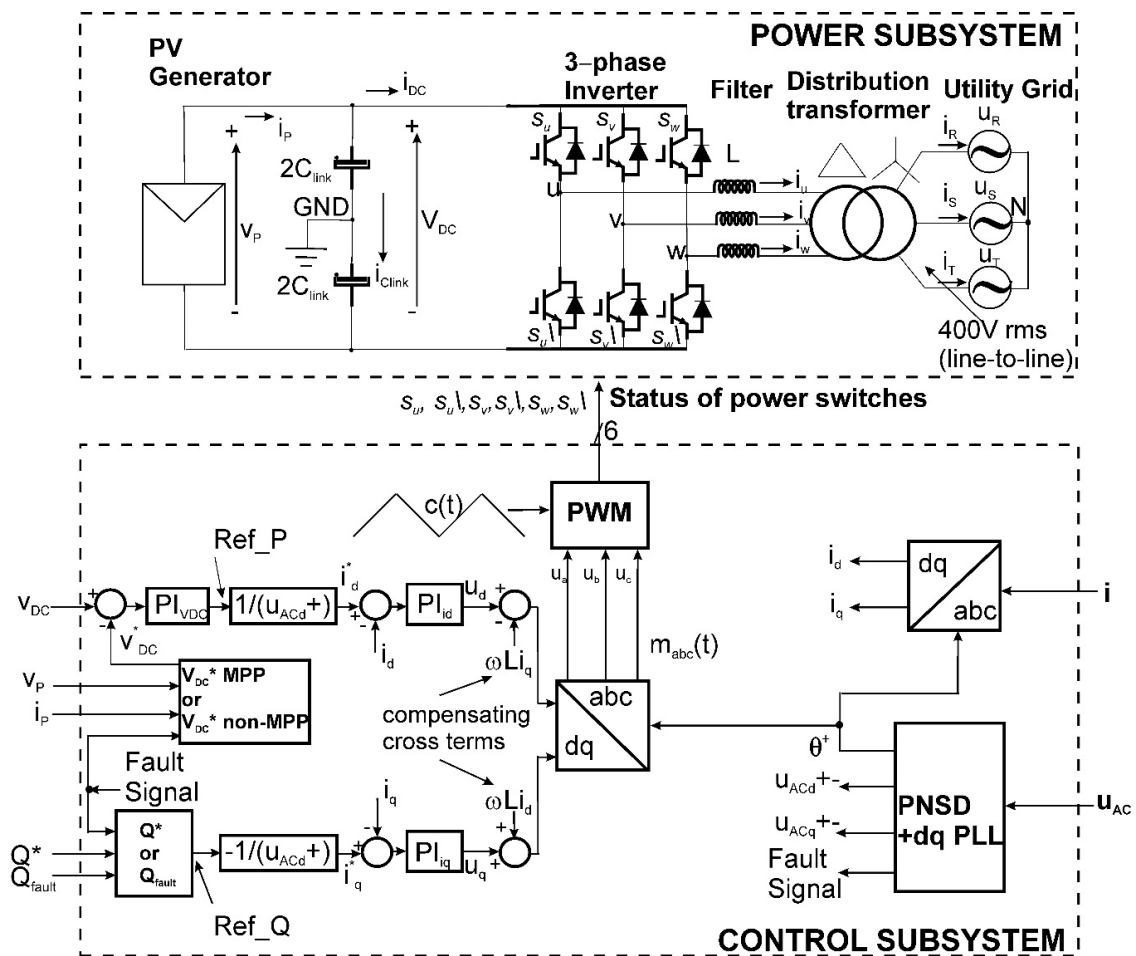 POWER SUBSYSTEM
PV
Generator
3–phase
Inverter
Filter
Distribution
transformer
Utility Grid
i_DC
i_P
+
+
2C_link
GND
v_P
V_DC
i_Clink
2C_link
-
-
S_u
S_v
S_w
u
v
w
L
i_u
i_v
i_w
S_u\
S_v\
S_w\
i_R
u_R
i_S
u_S
N
i_T
u_T
400V rms
(line-to-line)
S_u, S_u\,S_v,S_v\,S_w,S_w\
Status of power switches
6
c(t)
PWM
Ref_P
u_a
u_b
u_c
m_abc(t)
v_DC
+
-
PI_VDC
1/(u_ACd+)
i*_d
+
-
i_d
PI_id
u_d
+
-
ωLi_q
v*_DC
v_P
i_P
V_DC* MPP
or
V_DC* non-MPP
compensating
cross terms
abc
dq
Fault
Signal
Q*
Q_fault
Q*
or
Q_fault
Ref_Q
-1/(u_ACd+)
i*_q
+
-
i_q
PI_iq
u_q
+
+
ωLi_d
i_d
i_q
dq
abc
i
θ+
u_ACd+-
u_ACq+-
Fault
Signal
PNSD
+dq PLL
u_AC
CONTROL SUBSYSTEM